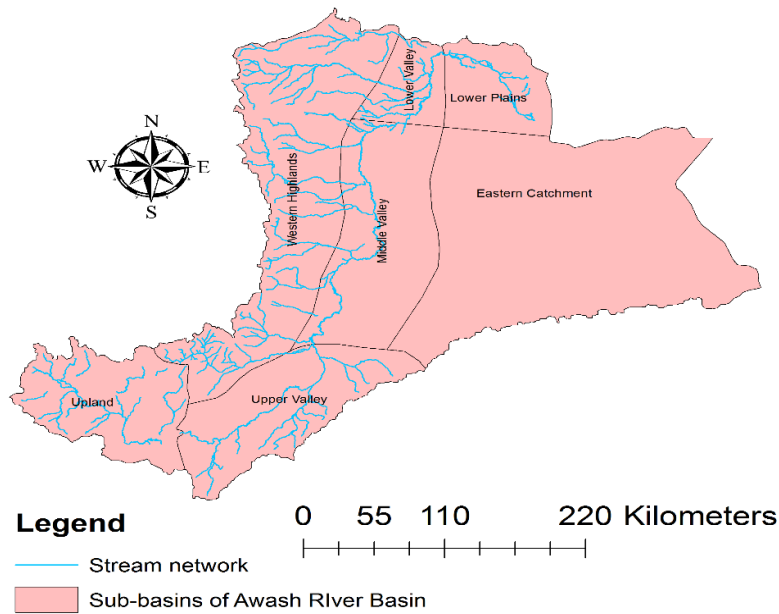 Lower Valley
Lower Plains
N
W E
S
Western Highlands
Eastern Catchment
Middle Valley
Upland
Upper Valley
Legend
0 55 110 220 Kilometers
Stream network
Sub-basins of Awash RIver Basin